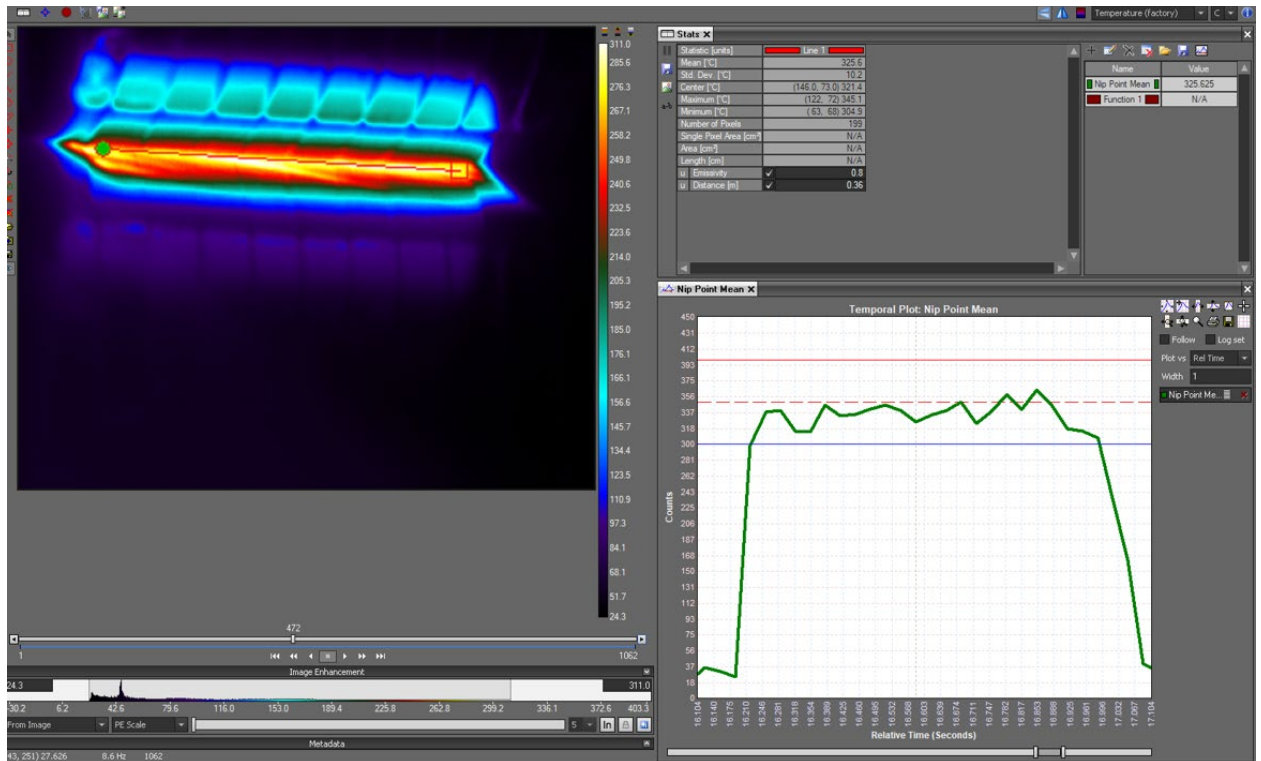 Temperature (factory) C
311.0
285.6
276.3
267.1
258.2
249.8
240.6
232.5
223.6
214.0
205.3
195.2
185.0
176.1
166.1
156.6
145.7
134.4
123.5
110.9
97.3
84.1
68.1
51.7
24.3
472
1 1062
Image Enhancement
24.3 311.0
-30.2 6.2 42.6 79.6 116.0 153.0 189.4 225.8 262.8 299.2 336.1 372.6 403.3
From Image PE Scale 5 In
Metadata
43, 251) 27.626 8.6 Hz 1062
Stats X
Statistic [units] Line 1
Mean [°C] 325.6
Std. Dev. [°C] 10.2
Center [°C] (146.0, 73.0) 321.4
Maximum [°C] (122, 72) 345.1
Minimum [°C] ( 63, 68) 304.9
Number of Pixels 199
Single Pixel Area [cm²] N/A
Area [cm²] N/A
Length [cm] N/A
u Emissivity 0.8
u Distance [m] 0.36
Name Value
Nip Point Mean 325.625
Function 1 N/A
Nip Point Mean X
Temporal Plot: Nip Point Mean
450
431
412
393
375
356
337
318
300
281
262
243
225
206
187
168
150
131
112
93
75
56
37
18
0
Counts
16.104 16.140 16.175 16.210 16.246 16.281 16.318 16.354 16.389 16.425 16.460 16.495 16.532 16.568 16.603 16.639 16.674 16.711 16.747 16.782 16.817 16.853 16.888 16.925 16.961 16.996 17.032 17.067 17.104
Relative Time (Seconds)
Follow Log set
Plot vs Rel Time
Width 1
Nip Point Me...